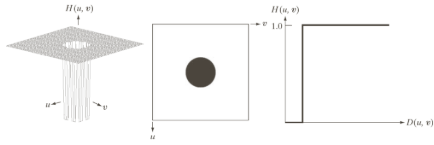 H(u, v)
u
v
v
u
H(u, v)
1.0
D(u, v)